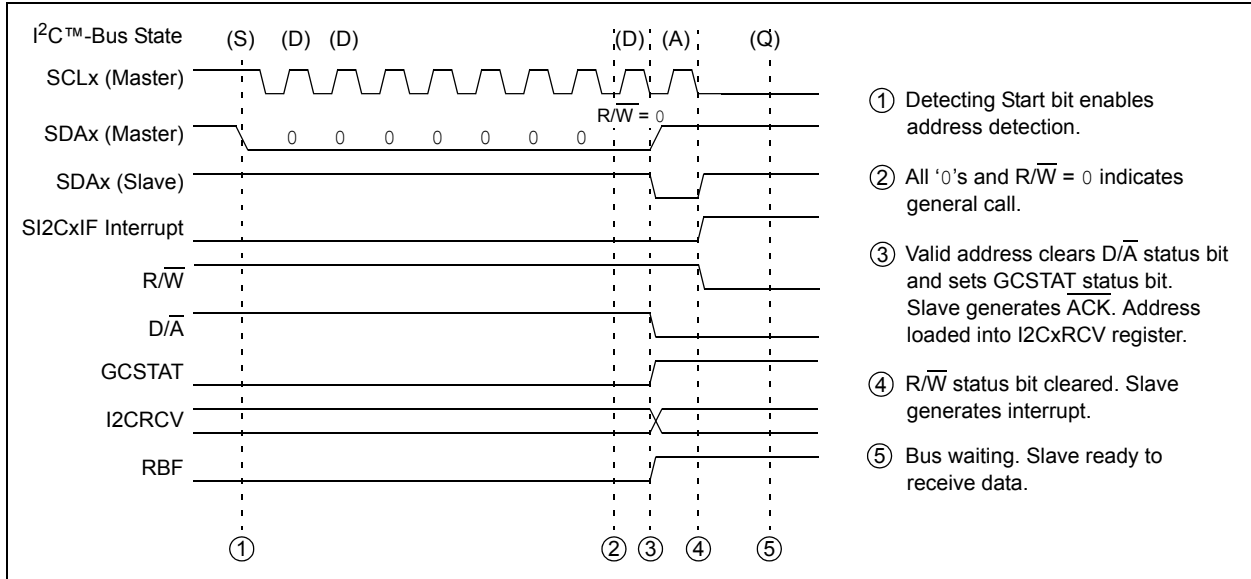 I²C™-Bus State (S) (D) (D) (D) (A) (Q)
SCLx (Master)
R/W̅ = 0
SDAx (Master) 0 0 0 0 0 0 0
SDAx (Slave)
SI2CxIF Interrupt
R/W̅
D/A̅
GCSTAT
I2CRCV
RBF
① ② ③ ④ ⑤
① Detecting Start bit enables
address detection.
② All ‘0’s and R/W̅ = 0 indicates
general call.
③ Valid address clears D/A̅ status bit
and sets GCSTAT status bit.
Slave generates A̅C̅K̅. Address
loaded into I2CxRCV register.
④ R/W̅ status bit cleared. Slave
generates interrupt.
⑤ Bus waiting. Slave ready to
receive data.